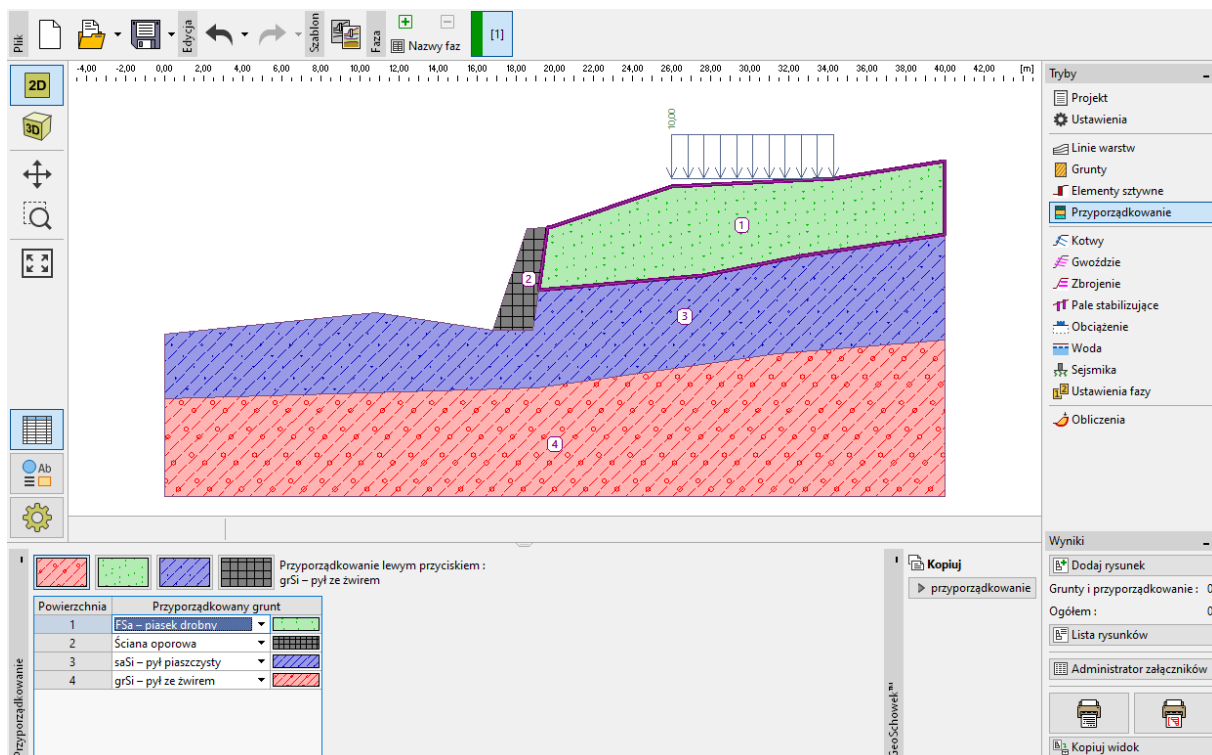 Plik
Edycja
Szablon
Faza
Nazwy faz
[1]
2D
3D
Ab
-4,00 -2,00 0,00 2,00 4,00 6,00 8,00 10,00 12,00 14,00 16,00 18,00 20,00 22,00 24,00 26,00 28,00 30,00 32,00 34,00 36,00 38,00 40,00 42,00 [m]
10,00
1
2
3
4
Tryby
Projekt
Ustawienia
Linie warstw
Grunty
Elementy sztywne
Przyporządkowanie
Kotwy
Gwoździe
Zbrojenie
Pale stabilizujące
Obciążenie
Woda
Sejsmika
Ustawienia fazy
Obliczenia
Przyporządkowanie
Przyporządkowanie lewym przyciskiem :
grSi – pył ze żwirem
Powierzchnia Przyporządkowany grunt
1 FSa – piasek drobny
2 Ściana oporowa
3 saSi – pył piaszczysty
4 grSi – pył ze żwirem
GeoSchowek™
Kopiuj
przyporządkowanie
Wyniki
Dodaj rysunek
Grunty i przyporządkowanie : 0
Ogółem : 0
Lista rysunków
Administrator załączników
Kopiuj widok